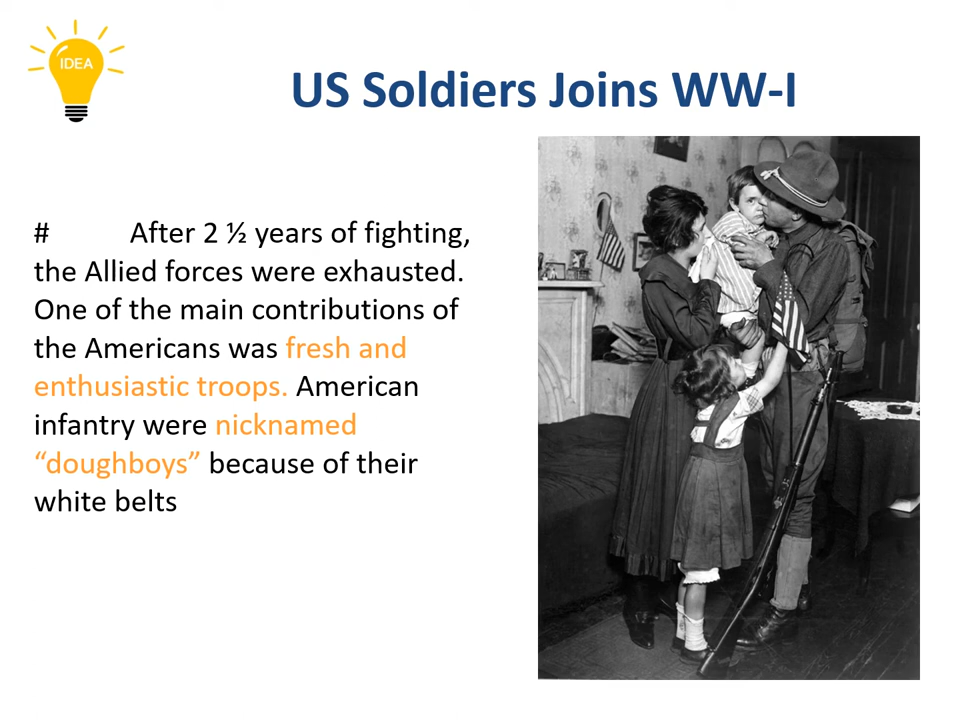 IDEA
US Soldiers Joins WW-I
# After 2 ½ years of fighting,
the Allied forces were exhausted.
One of the main contributions of
the Americans was fresh and
enthusiastic troops. American
infantry were nicknamed
“doughboys” because of their
white belts